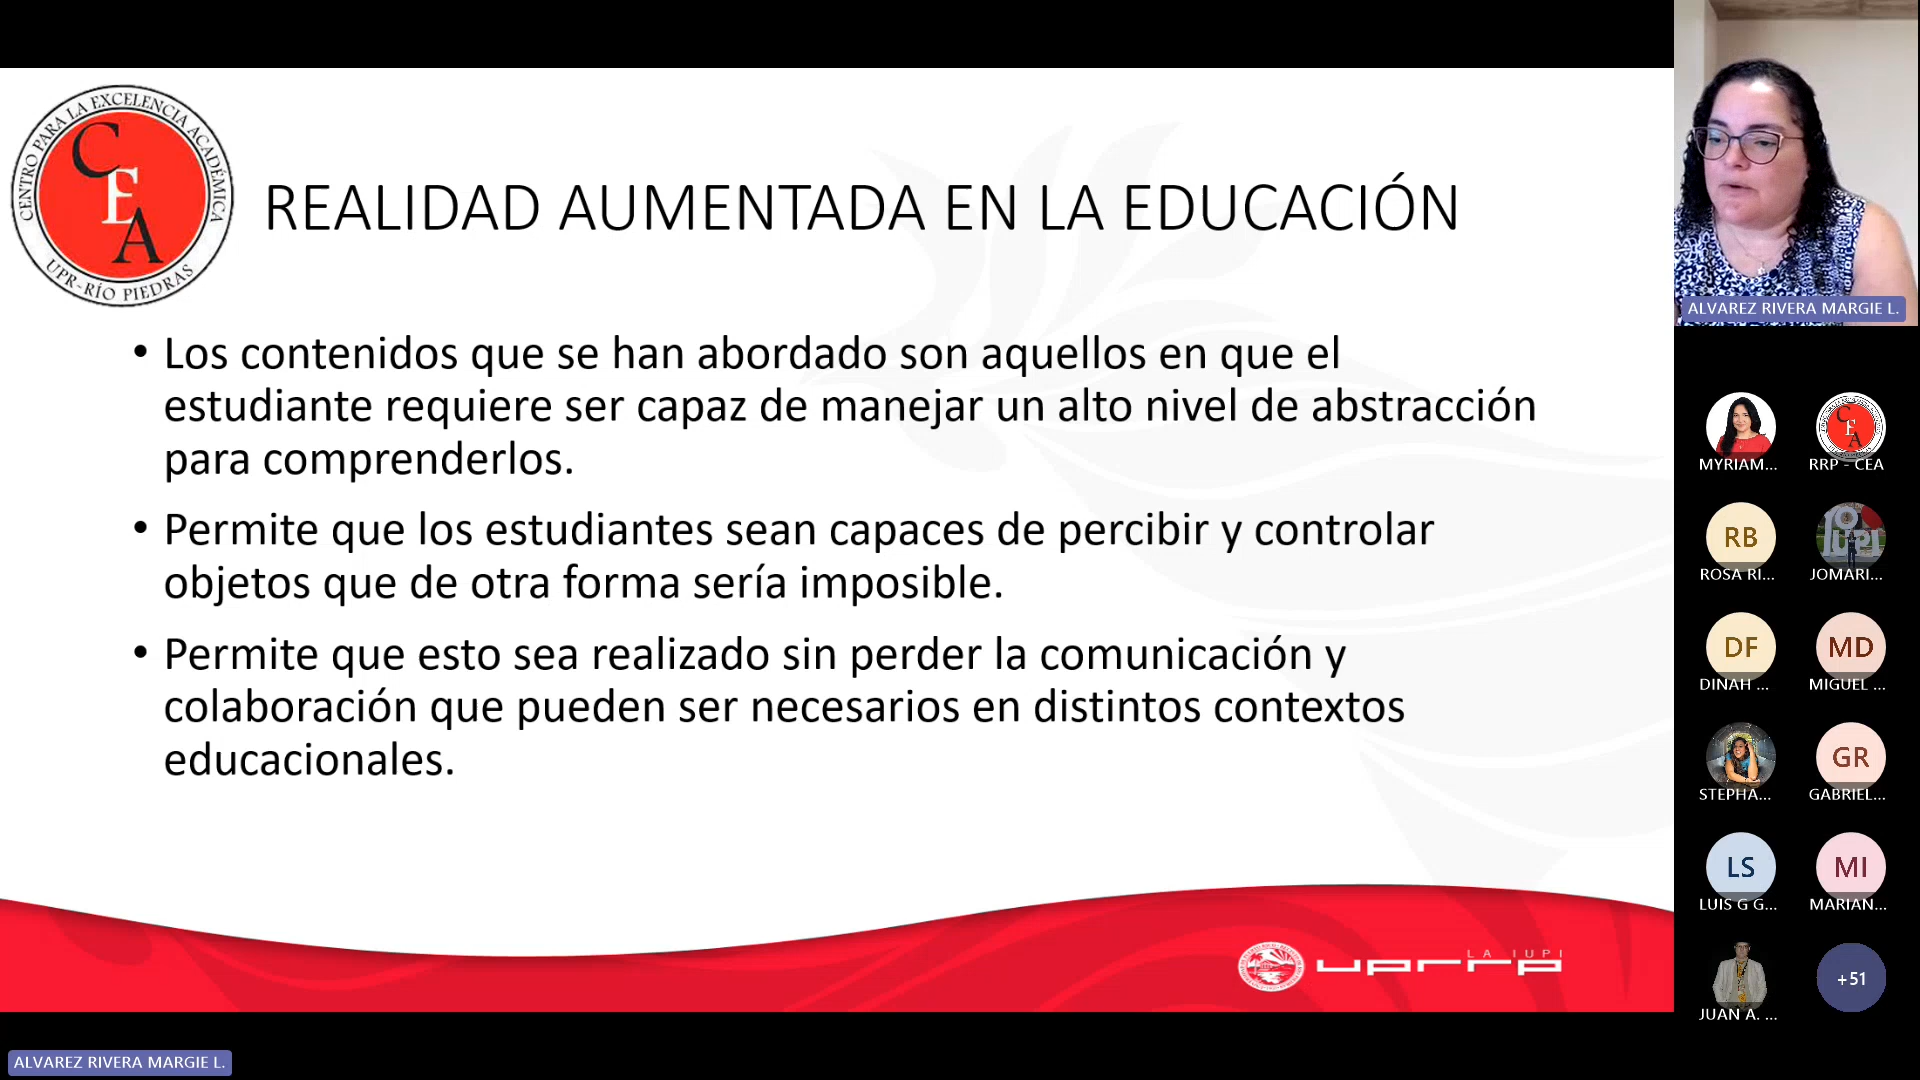 CENTRO PARA LA EXCELENCIA ACADÉMICA
CEA
UPR-RÍO PIEDRAS
REALIDAD AUMENTADA EN LA EDUCACIÓN
• Los contenidos que se han abordado son aquellos en que el
estudiante requiere ser capaz de manejar un alto nivel de abstracción
para comprenderlos.
• Permite que los estudiantes sean capaces de percibir y controlar
objetos que de otra forma sería imposible.
• Permite que esto sea realizado sin perder la comunicación y
colaboración que pueden ser necesarios en distintos contextos
educacionales.
LA IUPI
uprrp
ALVAREZ RIVERA MARGIE L.
ALVAREZ RIVERA MARGIE L.
CEA
MYRIAM... RRP - CEA
RB IUPI
ROSA RI... JOMARI...
DF MD
DINAH ... MIGUEL ...
GR
STEPHA... GABRIEL...
LS MI
LUIS G G... MARIAN...
+51
JUAN A. ...